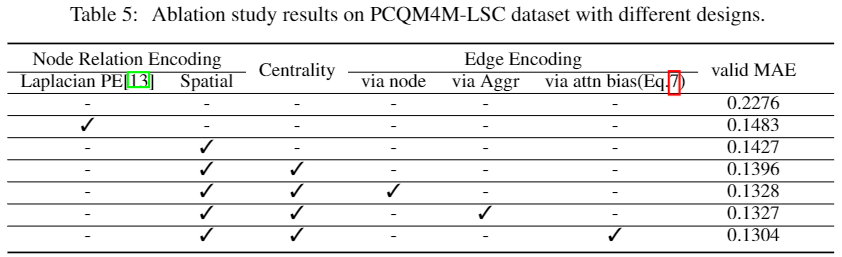 Table 5: Ablation study results on PCQM4M-LSC dataset with different designs.
Node Relation Encoding Centrality Edge Encoding valid MAE
Laplacian PE[13] Spatial via node via Aggr via attn bias(Eq.7)
- - - - - - 0.2276
✓ - - - - - 0.1483
- ✓ - - - - 0.1427
- ✓ ✓ - - - 0.1396
- ✓ ✓ ✓ - - 0.1328
- ✓ ✓ - ✓ - 0.1327
- ✓ ✓ - - ✓ 0.1304